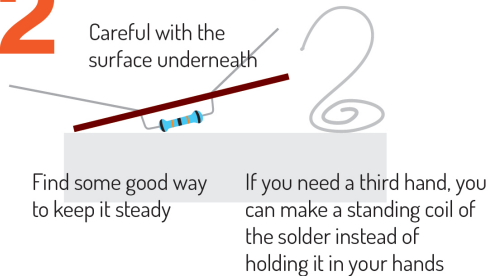 2
Careful with the
surface underneath
Find some good way
to keep it steady
If you need a third hand, you
can make a standing coil of
the solder instead of
holding it in your hands